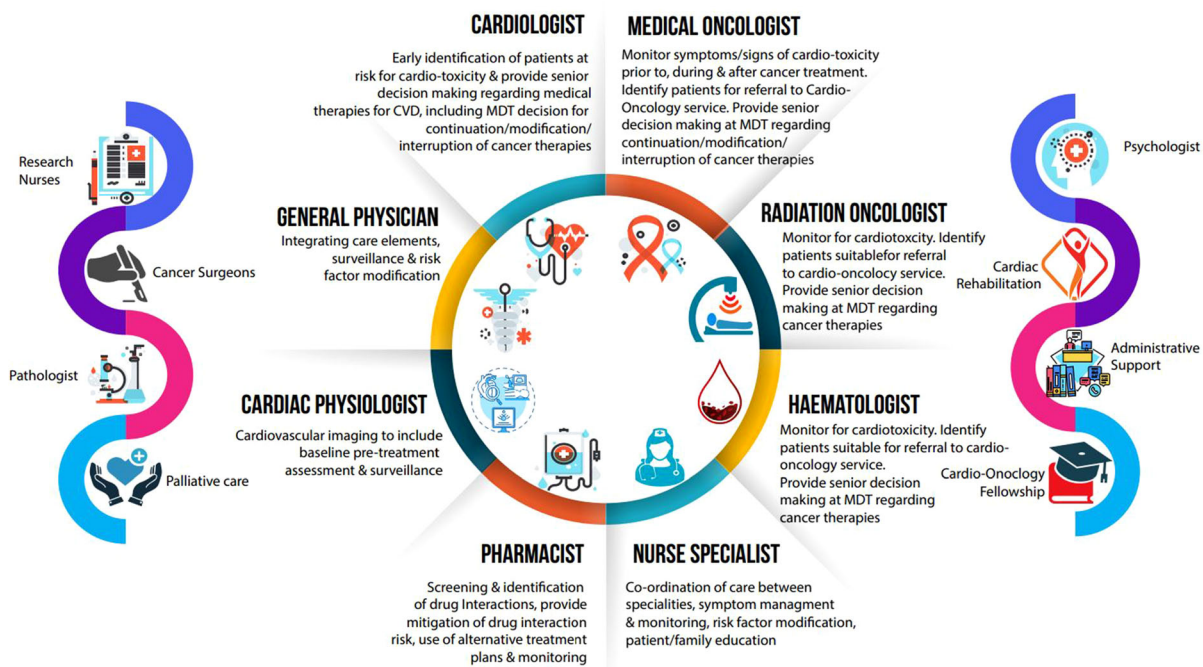 CARDIOLOGIST
Early identification of patients at
risk for cardio-toxicity & provide senior
decision making regarding medical
therapies for CVD, including MDT decision for
continuation/modification/
interruption of cancer therapies
MEDICAL ONCOLOGIST
Monitor symptoms/signs of cardio-toxicity
prior to, during & after cancer treatment.
Identify patients for referral to Cardio-
Oncology service. Provide senior
decision making at MDT regarding
continuation/modification/
interruption of cancer therapies
Research
Nurses
Cancer Surgeons
Pathologist
Palliative care
GENERAL PHYSICIAN
Integrating care elements,
surveillance & risk
factor modification
RADIATION ONCOLOGIST
Monitor for cardiotoxcity. Identify
patients suitablefor referral
to cardio-oncolocy service.
Provide senior decision
making at MDT regarding
cancer therapies
Psychologist
Cardiac
Rehabilitation
Administrative
Support
Cardio-Onoclogy
Fellowship
CARDIAC PHYSIOLOGIST
Cardiovascular imaging to include
baseline pre-treatment
assessment & surveillance
HAEMATOLOGIST
Monitor for cardiotoxicity. Identify
patients suitable for referral to cardio-
oncology service.
Provide senior decision
making at MDT regarding
cancer therapies
PHARMACIST
Screening & identification
of drug Interactions, provide
mitigation of drug interaction
risk, use of alternative treatment
plans & monitoring
NURSE SPECIALIST
Co-ordination of care between
specialities, symptom managment
& monitoring, risk factor modification,
patient/family education